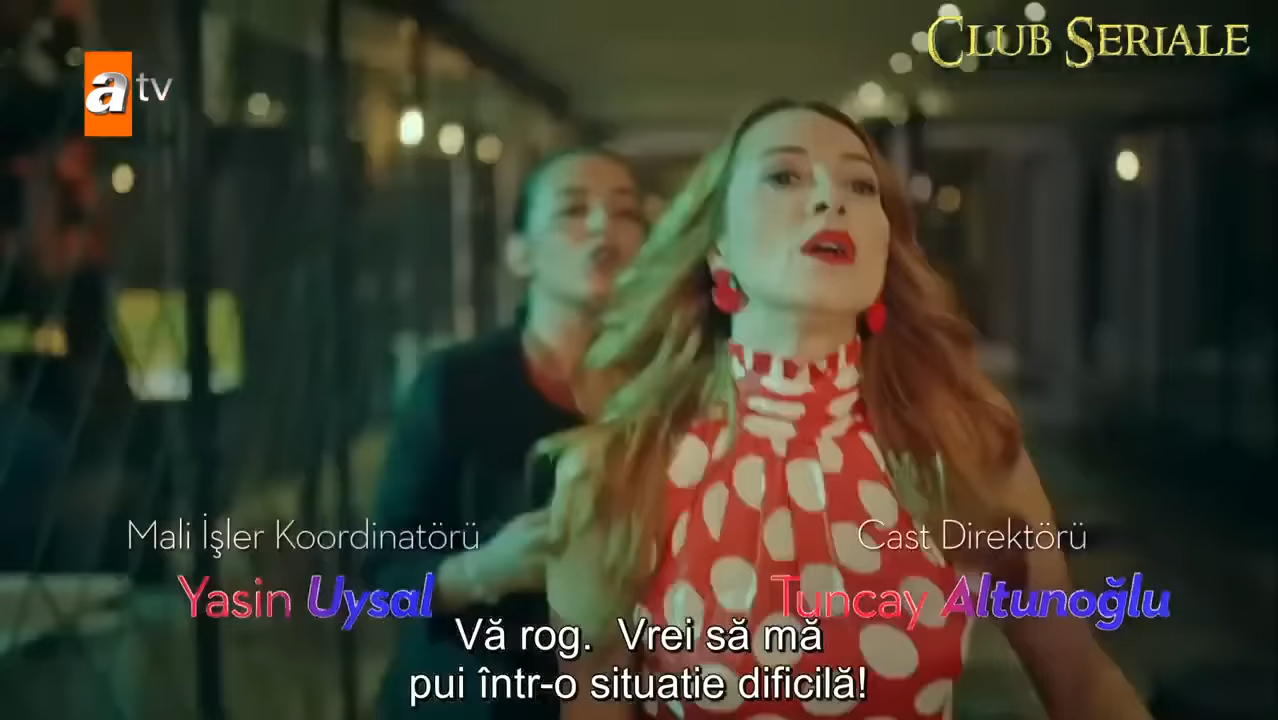 CLUB SERIALE
a tv
Mali İşler Koordinatörü
Yasin Uysal
Cast Direktörü
Tuncay Altunoğlu
Vă rog.  Vrei să mă
pui într-o situatie dificilă!